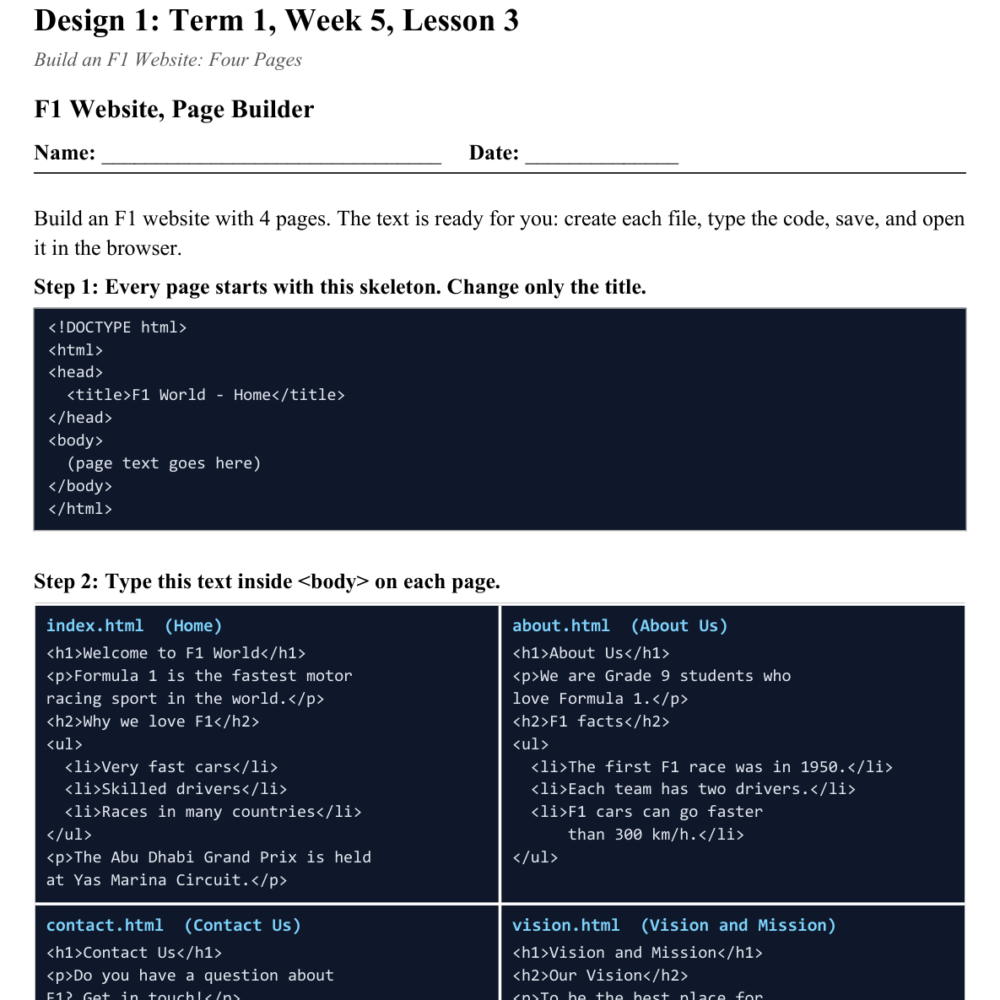 Design 1: Term 1, Week 5, Lesson 3
Build an F1 Website: Four Pages
F1 Website, Page Builder
Name: _______________________________ Date: ______________
Build an F1 website with 4 pages. The text is ready for you: create each file, type the code, save, and open
it in the browser.
Step 1: Every page starts with this skeleton. Change only the title.
<!DOCTYPE html>
<html>
<head>
  <title>F1 World - Home</title>
</head>
<body>
  (page text goes here)
</body>
</html>
Step 2: Type this text inside <body> on each page.
index.html  (Home)
<h1>Welcome to F1 World</h1>
<p>Formula 1 is the fastest motor
racing sport in the world.</p>
<h2>Why we love F1</h2>
<ul>
  <li>Very fast cars</li>
  <li>Skilled drivers</li>
  <li>Races in many countries</li>
</ul>
<p>The Abu Dhabi Grand Prix is held
at Yas Marina Circuit.</p>
about.html  (About Us)
<h1>About Us</h1>
<p>We are Grade 9 students who
love Formula 1.</p>
<h2>F1 facts</h2>
<ul>
  <li>The first F1 race was in 1950.</li>
  <li>Each team has two drivers.</li>
  <li>F1 cars can go faster
      than 300 km/h.</li>
</ul>
contact.html  (Contact Us)
<h1>Contact Us</h1>
<p>Do you have a question about
F1? Get in touch!</p>
vision.html  (Vision and Mission)
<h1>Vision and Mission</h1>
<h2>Our Vision</h2>
<p>To be the best place for